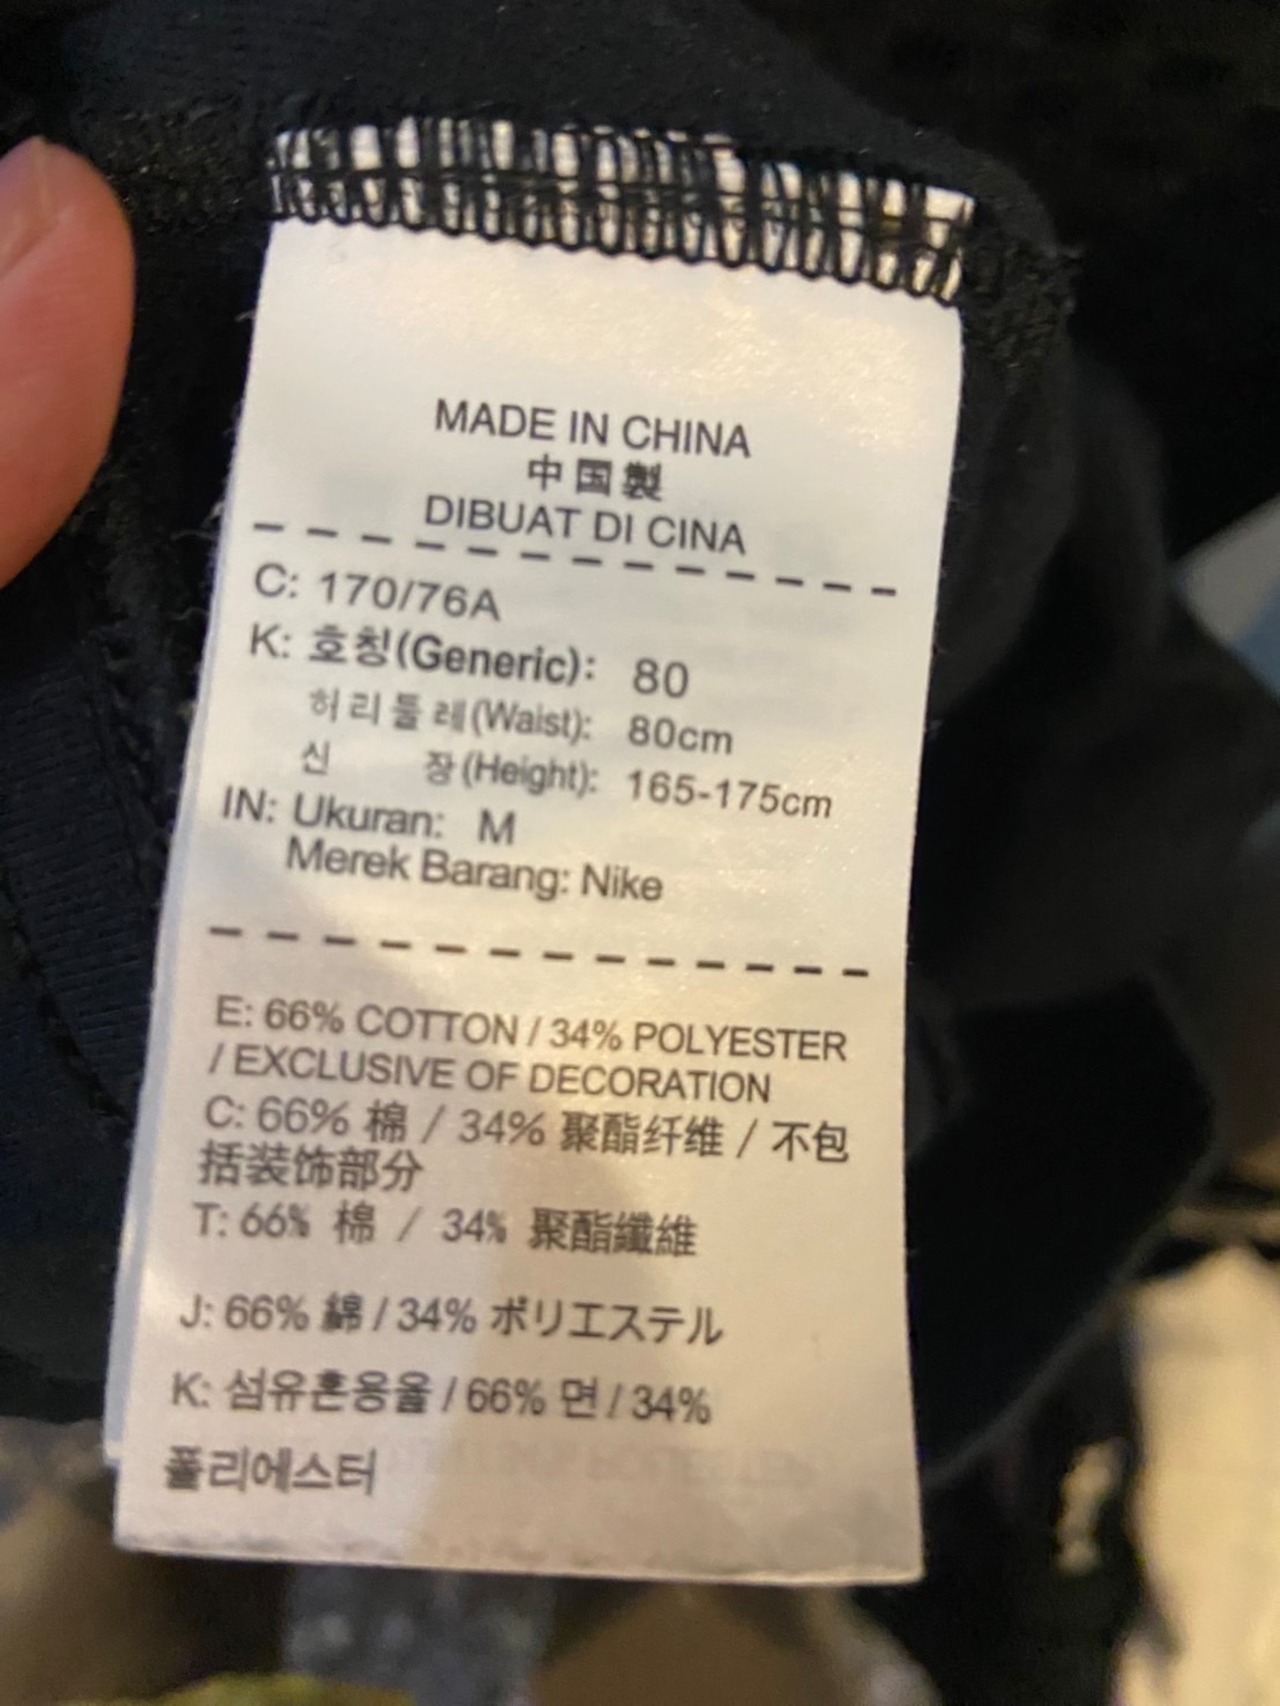 MADE IN CHINA
中国製
DIBUAT DI CINA
C: 170/76A
K: 호칭(Generic): 80
허리둘레(Waist): 80cm
신 장(Height): 165-175cm
IN: Ukuran: M
Merek Barang: Nike
E: 66% COTTON / 34% POLYESTER
/ EXCLUSIVE OF DECORATION
C: 66% 棉 / 34% 聚酯纤维 / 不包
括装饰部分
T: 66% 棉 / 34% 聚酯纖維
J: 66% 綿 / 34% ポリエステル
K: 섬유혼용율 / 66% 면 / 34%
폴리에스터